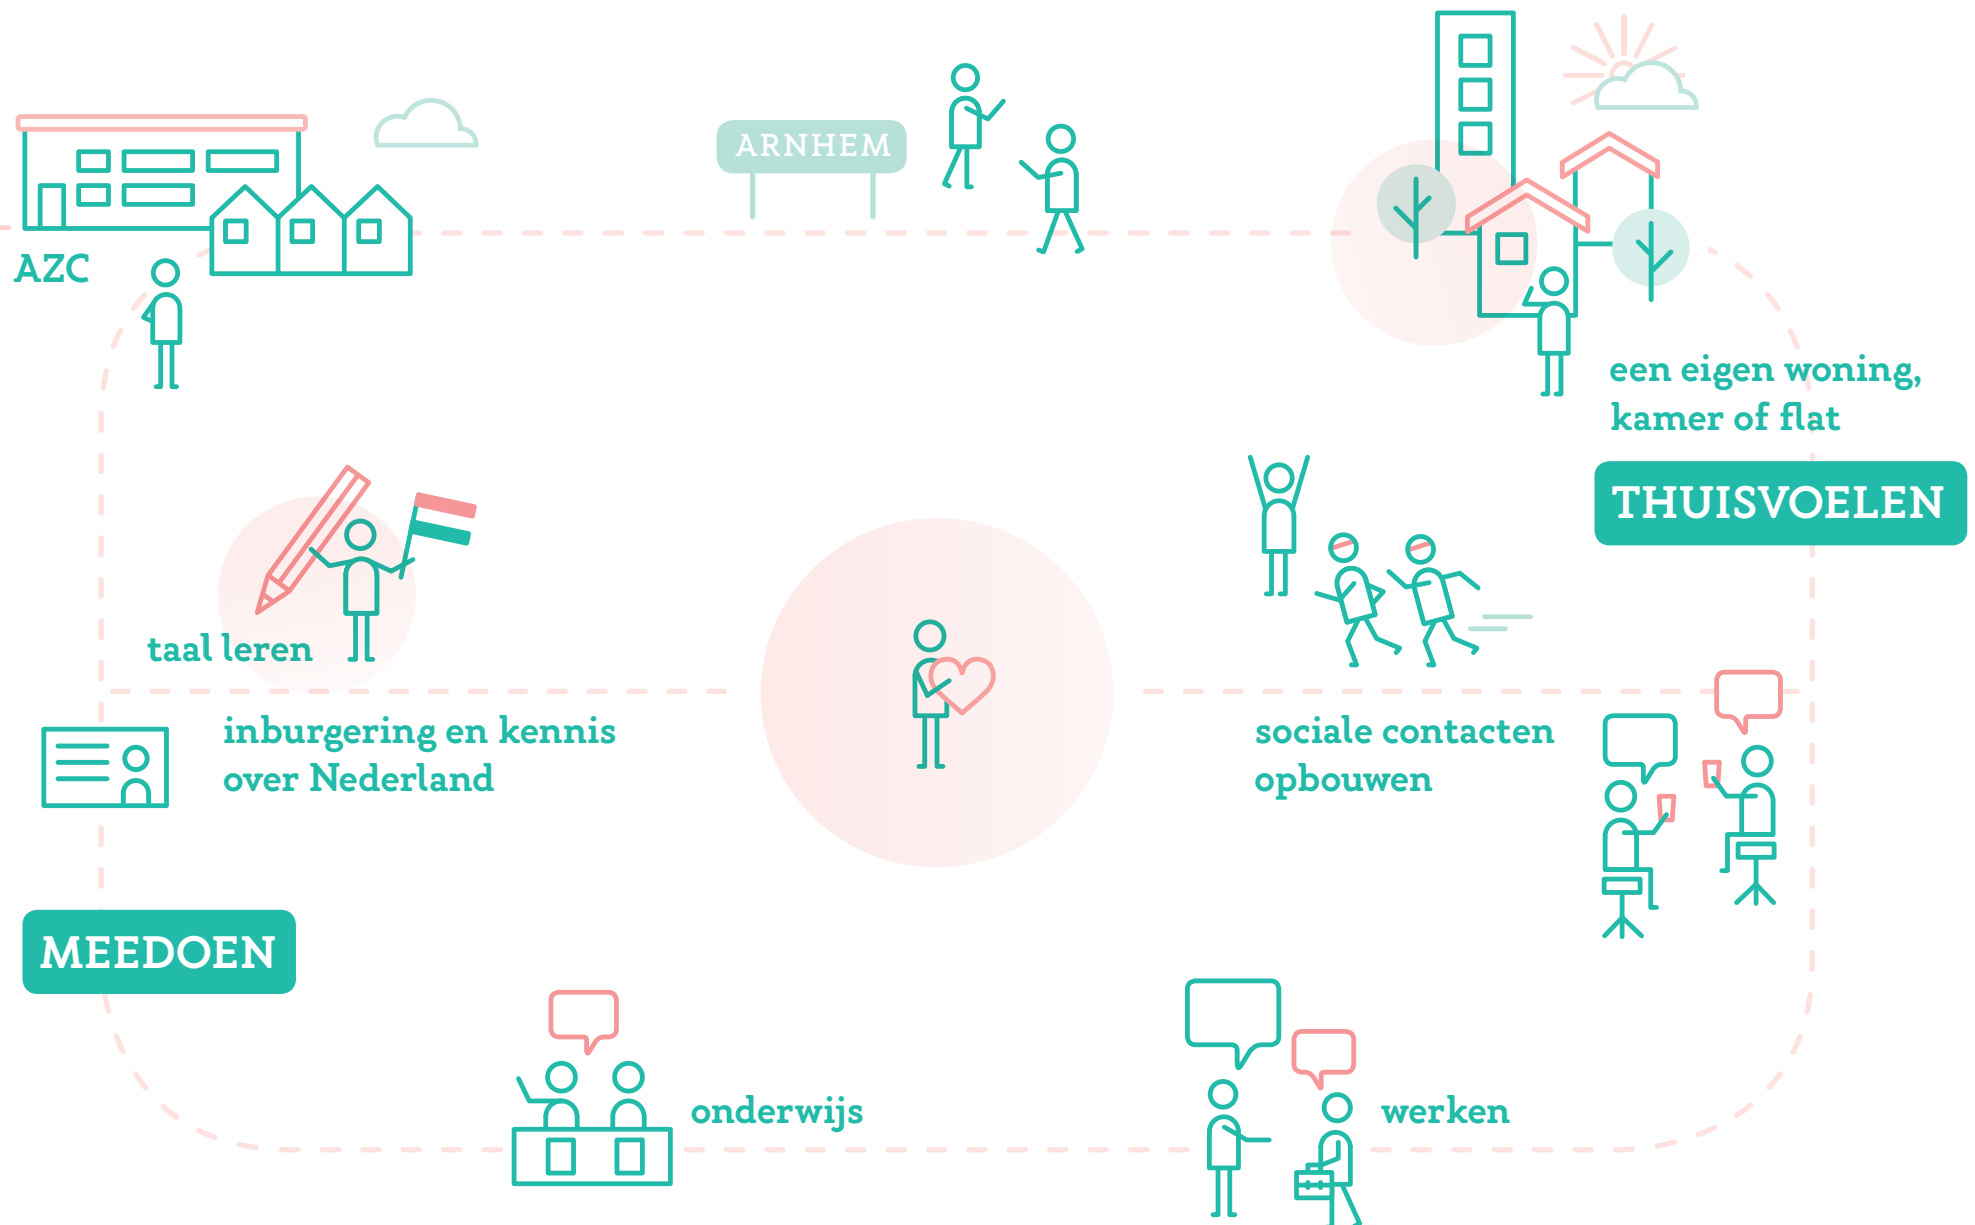 ARNHEM
AZC
een eigen woning,
kamer of flat
THUISVOELEN
taal leren
inburgering en kennis
over Nederland
sociale contacten
opbouwen
MEEDOEN
onderwijs
werken